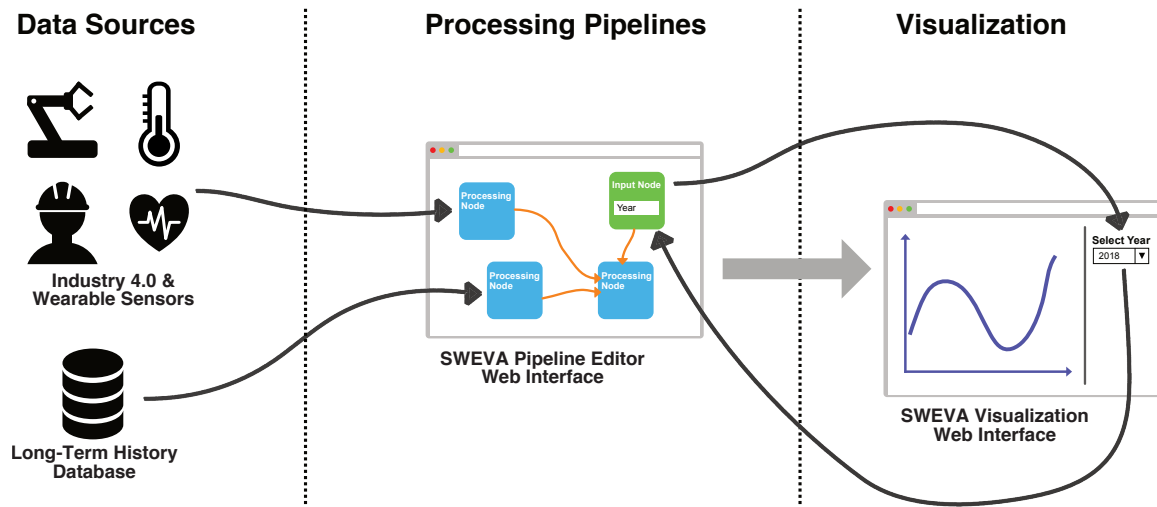 Data Sources
Processing Pipelines
Visualization
Industry 4.0 &
Wearable Sensors
Long-Term History
Database
Processing
Node
Input Node
Year
Processing
Node
Processing
Node
SWEVA Pipeline Editor
Web Interface
Select Year
2018
SWEVA Visualization
Web Interface